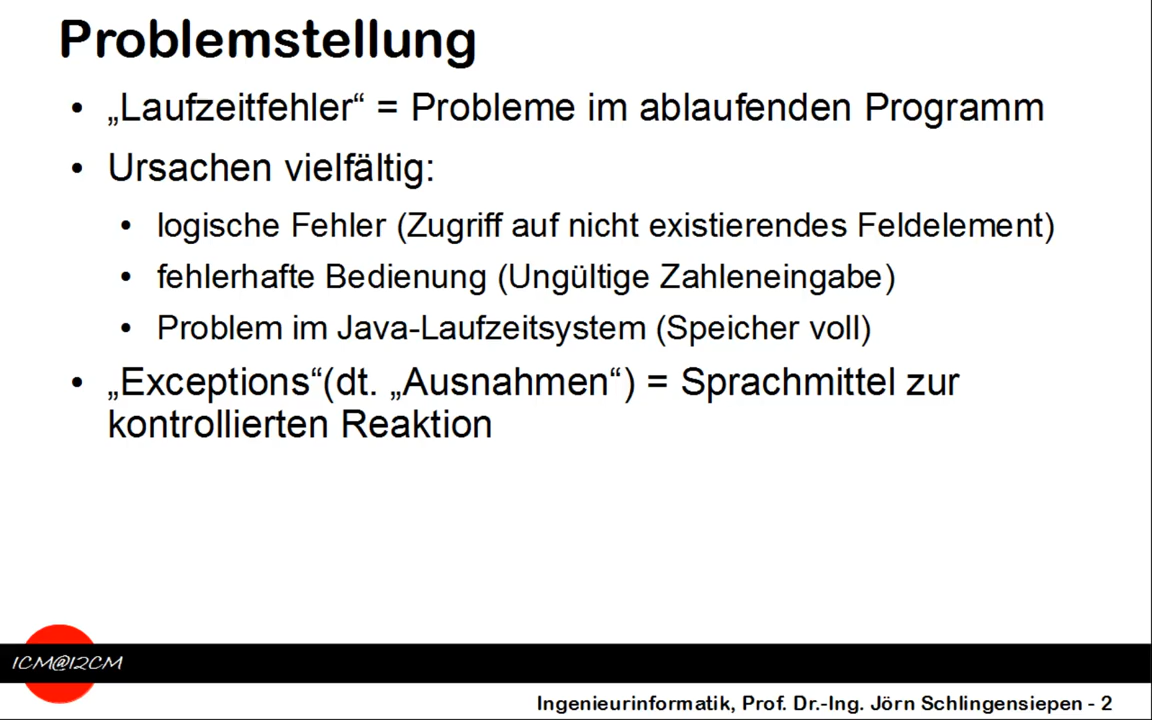 Problemstellung
• „Laufzeitfehler“ = Probleme im ablaufenden Programm
• Ursachen vielfältig:
• logische Fehler (Zugriff auf nicht existierendes Feldelement)
• fehlerhafte Bedienung (Ungültige Zahleneingabe)
• Problem im Java-Laufzeitsystem (Speicher voll)
• „Exceptions“(dt. „Ausnahmen“) = Sprachmittel zur
kontrollierten Reaktion
ICM@I2CM
Ingenieurinformatik, Prof. Dr.-Ing. Jörn Schlingensiepen - 2